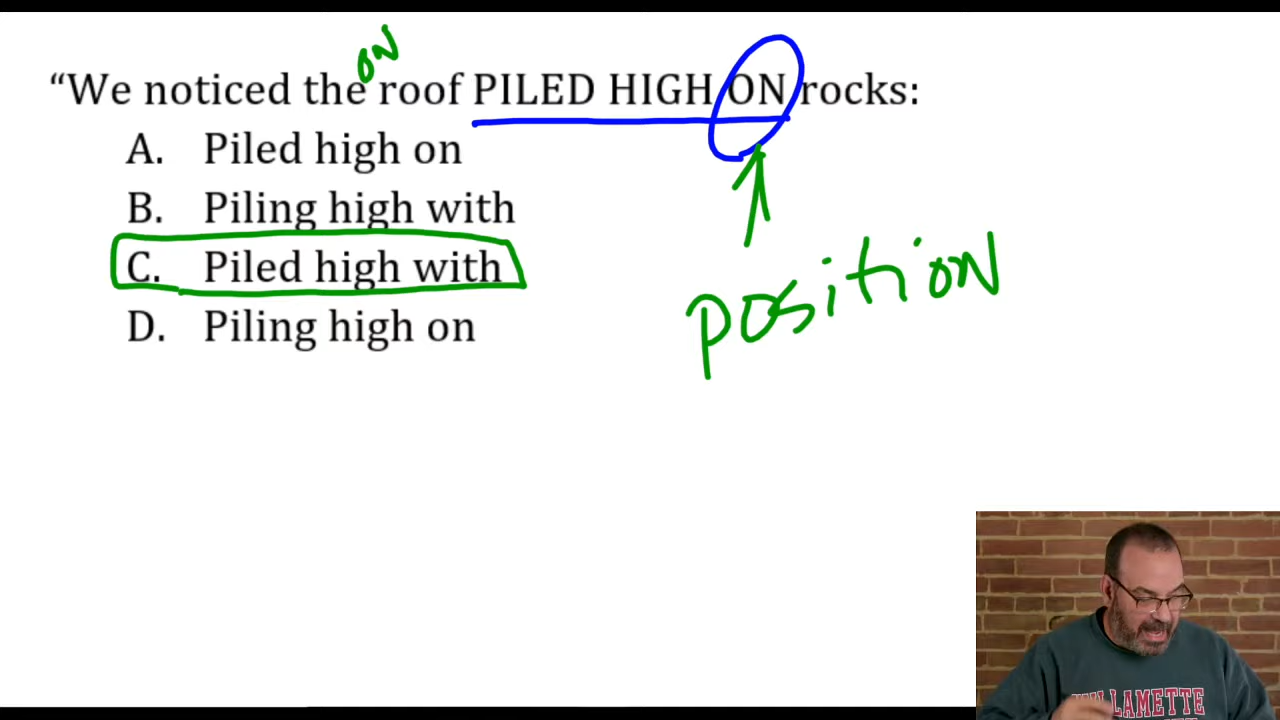 ON
“We noticed the roof PILED HIGH ON rocks:
A. Piled high on
B. Piling high with
C. Piled high with
D. Piling high on
position
LAMETTE